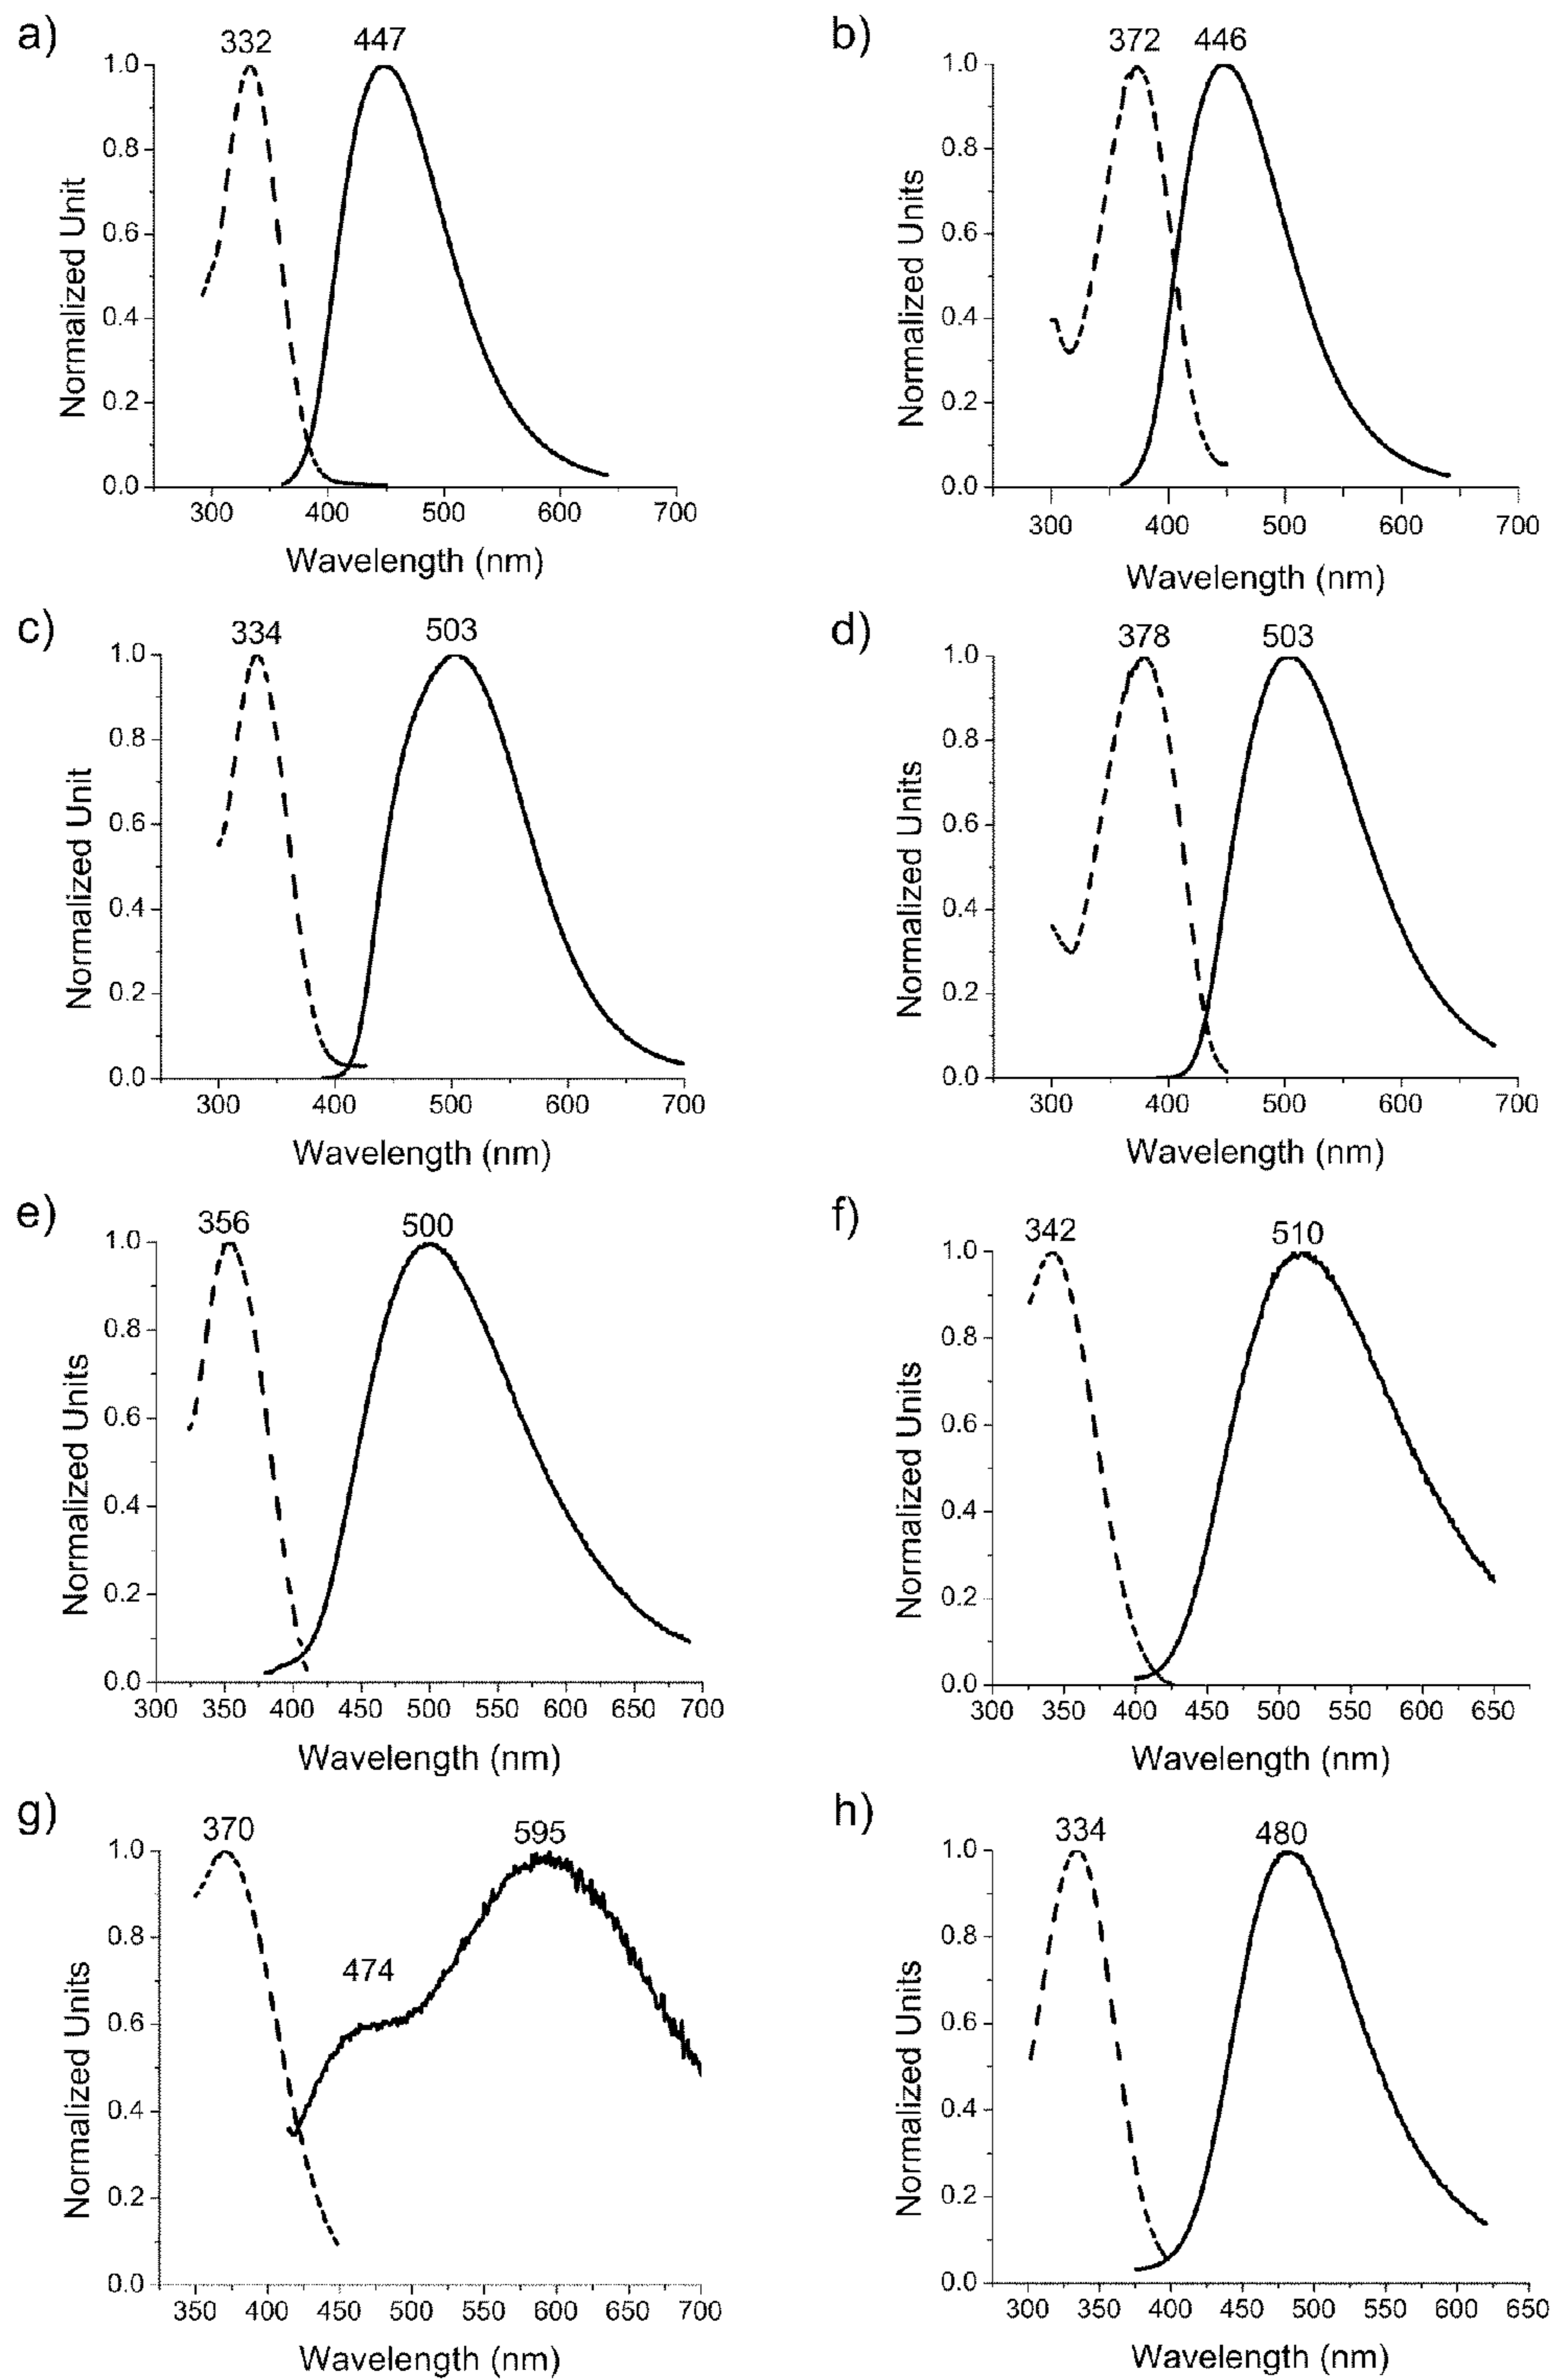 a)
332 447
1.0
0.8
0.6
0.4
0.2
0.0
Normalized Unit
300 400 500 600 700
Wavelength (nm)
b)
372 446
1.0
0.8
0.6
0.4
0.2
0.0
Normalized Units
300 400 500 600 700
Wavelength (nm)
c)
334 503
1.0
0.8
0.6
0.4
0.2
0.0
Normalized Unit
300 400 500 600 700
Wavelength (nm)
d)
378 503
1.0
0.8
0.6
0.4
0.2
0.0
Normalized Units
300 400 500 600 700
Wavelength (nm)
e)
356 500
1.0
0.8
0.6
0.4
0.2
0.0
Normalized Units
300 350 400 450 500 550 600 650 700
Wavelength (nm)
f)
342 510
1.0
0.8
0.6
0.4
0.2
0.0
Normalized Units
300 350 400 450 500 550 600 650
Wavelength (nm)
g)
370 595
474
1.0
0.8
0.6
0.4
0.2
0.0
Normalized Units
350 400 450 500 550 600 650 700
Wavelength (nm)
h)
334 480
1.0
0.8
0.6
0.4
0.2
0.0
Normalized Units
300 350 400 450 500 550 600 650
Wavelength (nm)